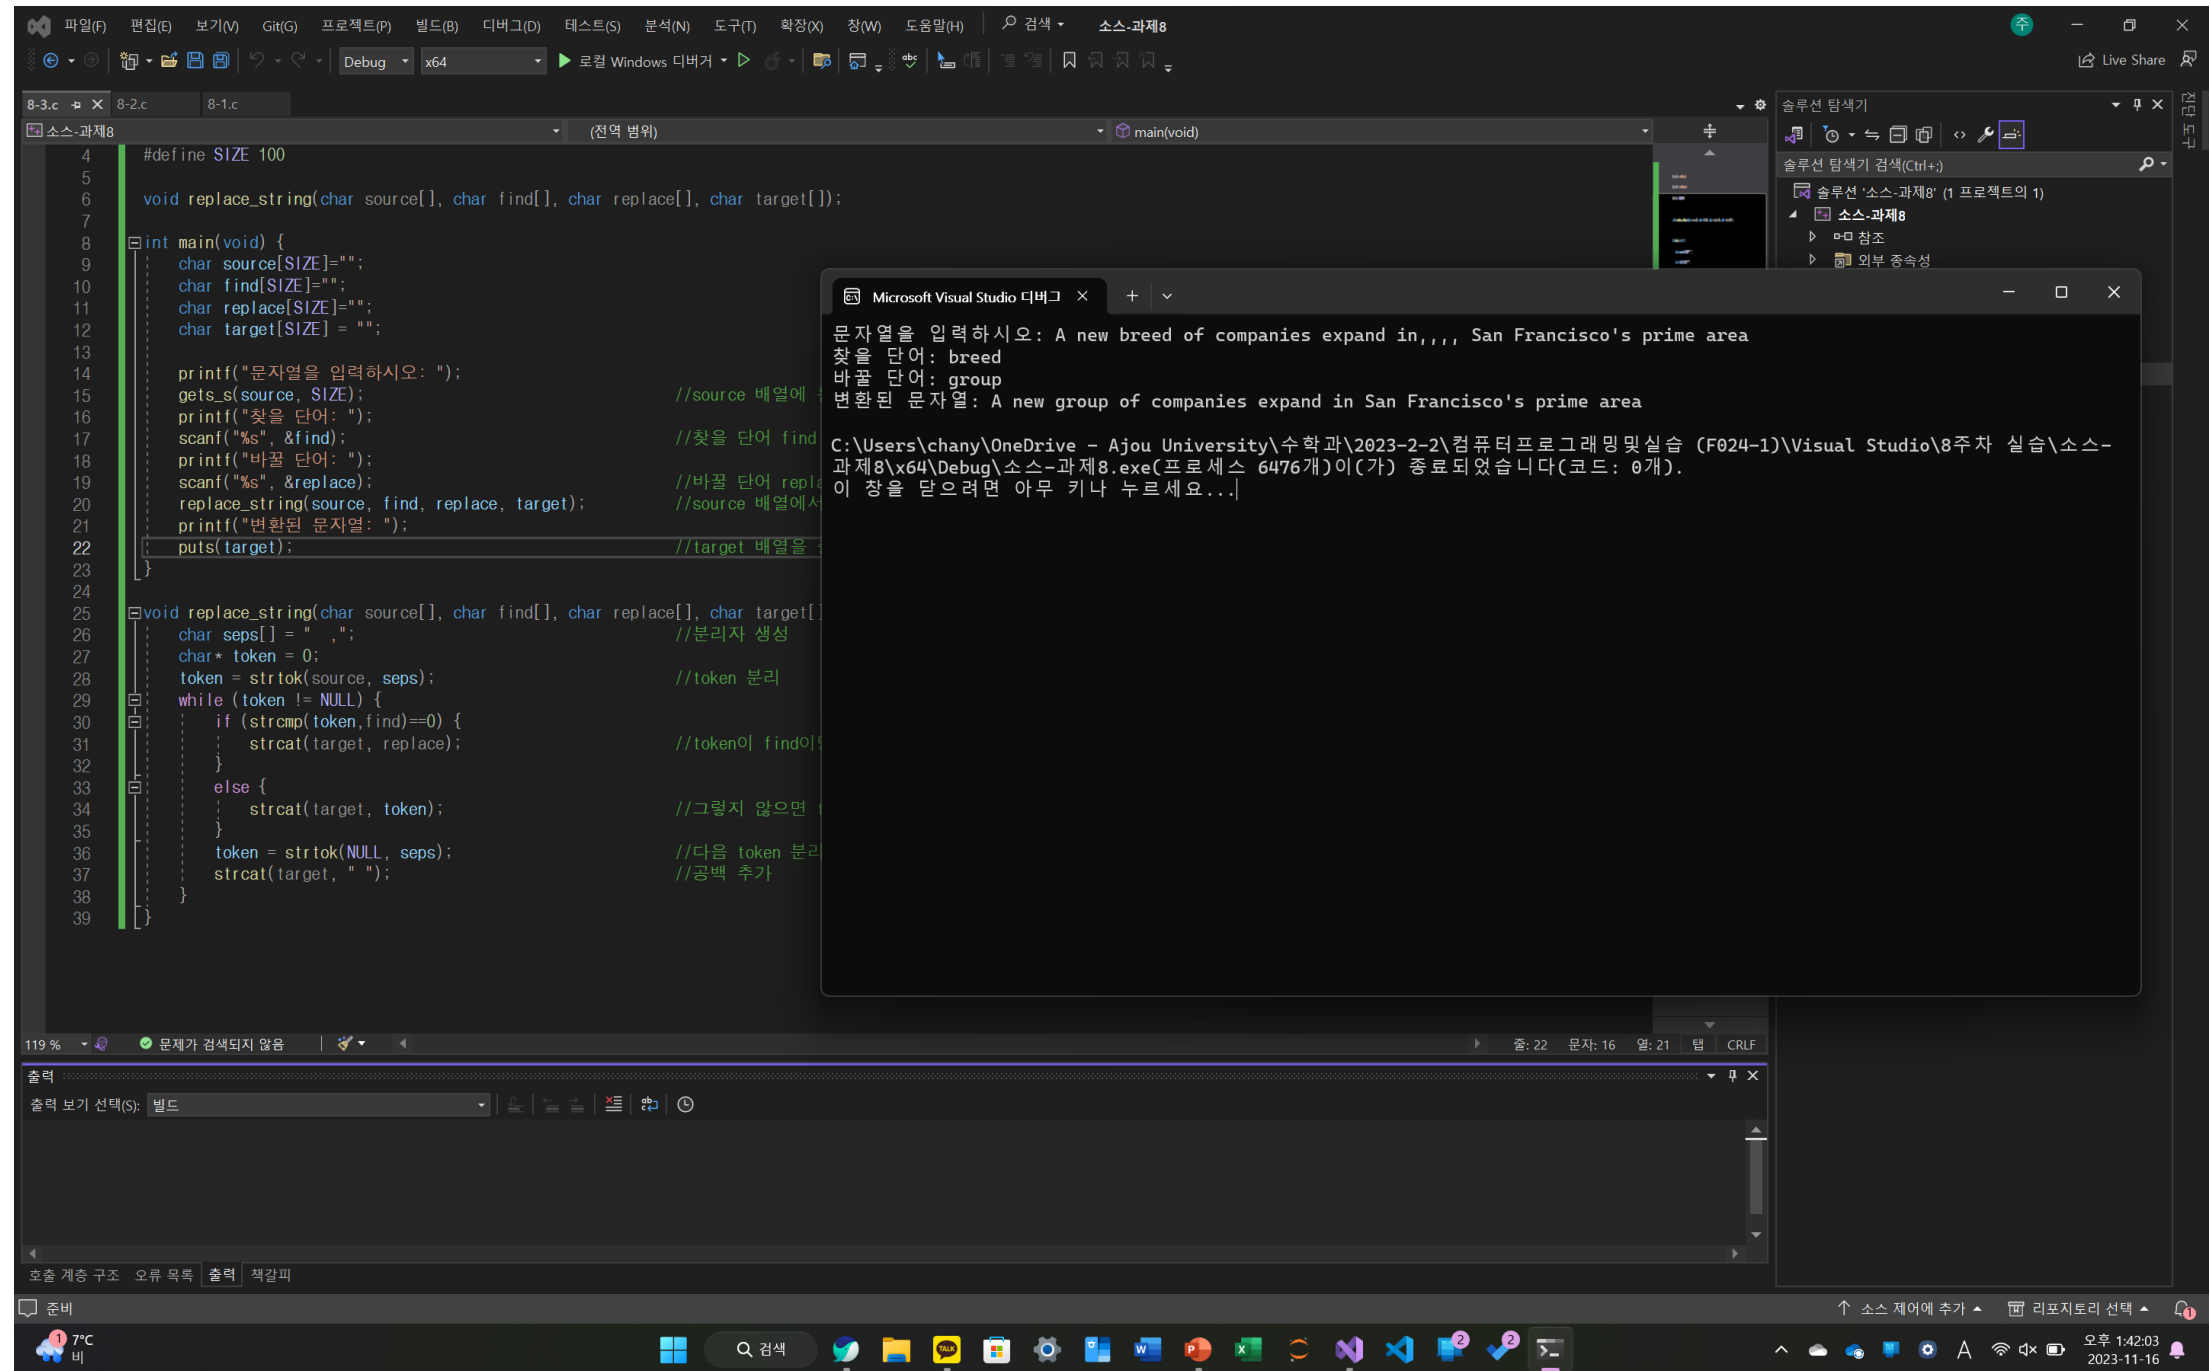 파일(F) 편집(E) 보기(V) Git(G) 프로젝트(P) 빌드(B) 디버그(D) 테스트(S) 분석(N) 도구(T) 확장(X) 창(W) 도움말(H) 검색 소스-과제8 주
Debug x64 로컬 Windows 디버거 Live Share
8-3.c 8-2.c 8-1.c
소스-과제8 (전역 범위) main(void)
4 #define SIZE 100
5
6 void replace_string(char source[], char find[], char replace[], char target[]);
7
8 int main(void) {
9 char source[SIZE]="";
10 char find[SIZE]="";
11 char replace[SIZE]="";
12 char target[SIZE] = "";
13
14 printf("문자열을 입력하시오: ");
15 gets_s(source, SIZE); //source 배열에
16 printf("찾을 단어: ");
17 scanf("%s", &find); //찾을 단어 find
18 printf("바꿀 단어: ");
19 scanf("%s", &replace); //바꿀 단어 repla
20 replace_string(source, find, replace, target); //source 배열에서
21 printf("변환된 문자열: ");
22 puts(target); //target 배열을
23 }
24
25 void replace_string(char source[], char find[], char replace[], char target[]
26 char seps[] = "  ,"; //분리자 생성
27 char* token = 0;
28 token = strtok(source, seps); //token 분리
29 while (token != NULL) {
30 if (strcmp(token,find)==0) {
31 strcat(target, replace); //token이 find이면
32 }
33 else {
34 strcat(target, token); //그렇지 않으면
35 }
36 token = strtok(NULL, seps); //다음 token 분리
37 strcat(target, " "); //공백 추가
38 }
39 }
Microsoft Visual Studio 디버그
문자열을 입력하시오: A new breed of companies expand in,,,, San Francisco's prime area
찾을 단어: breed
바꿀 단어: group
변환된 문자열: A new group of companies expand in San Francisco's prime area
C:\Users\chany\OneDrive - Ajou University\수학과\2023-2-2\컴퓨터프로그래밍및실습 (F024-1)\Visual Studio\8주차 실습\소스-
과제8\x64\Debug\소스-과제8.exe(프로세스 6476개)이(가) 종료되었습니다(코드: 0개).
이 창을 닫으려면 아무 키나 누르세요...
솔루션 탐색기
솔루션 탐색기 검색(Ctrl+;)
솔루션 '소스-과제8' (1 프로젝트의 1)
소스-과제8
참조
외부 종속성
진단 도구
119 % 문제가 검색되지 않음 줄: 22 문자: 16 열: 21 탭 CRLF
출력
출력 보기 선택(S): 빌드
호출 계층 구조 오류 목록 출력 책갈피
준비 소스 제어에 추가 리포지토리 선택 1
1 7°C
비
검색 TALK 2 2 A
오후 1:42:03
2023-11-16